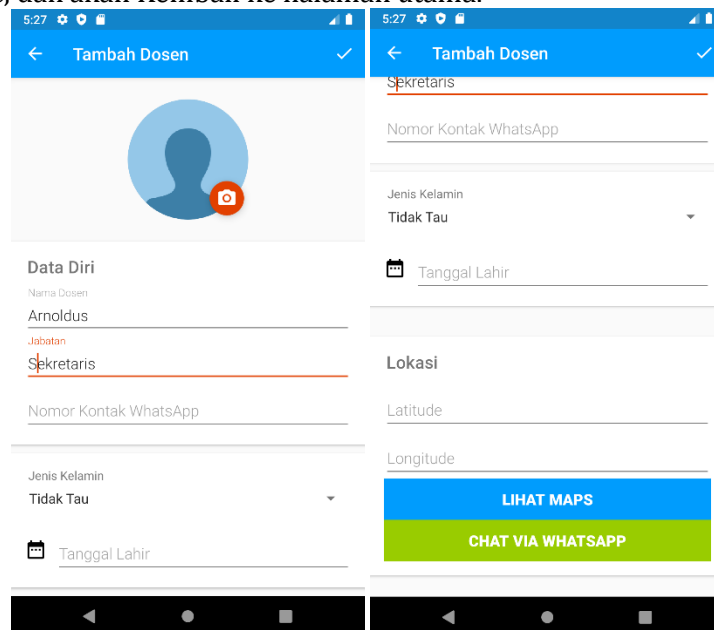 dan akan Kembali ke halaman utama.
5:27
Tambah Dosen
Data Diri
Nama Dosen
Arnoldus
Jabatan
Sekretaris
Nomor Kontak WhatsApp
Jenis Kelamin
Tidak Tau
Tanggal Lahir
5:27
Tambah Dosen
Sekretaris
Nomor Kontak WhatsApp
Jenis Kelamin
Tidak Tau
Tanggal Lahir
Lokasi
Latitude
Longitude
LIHAT MAPS
CHAT VIA WHATSAPP